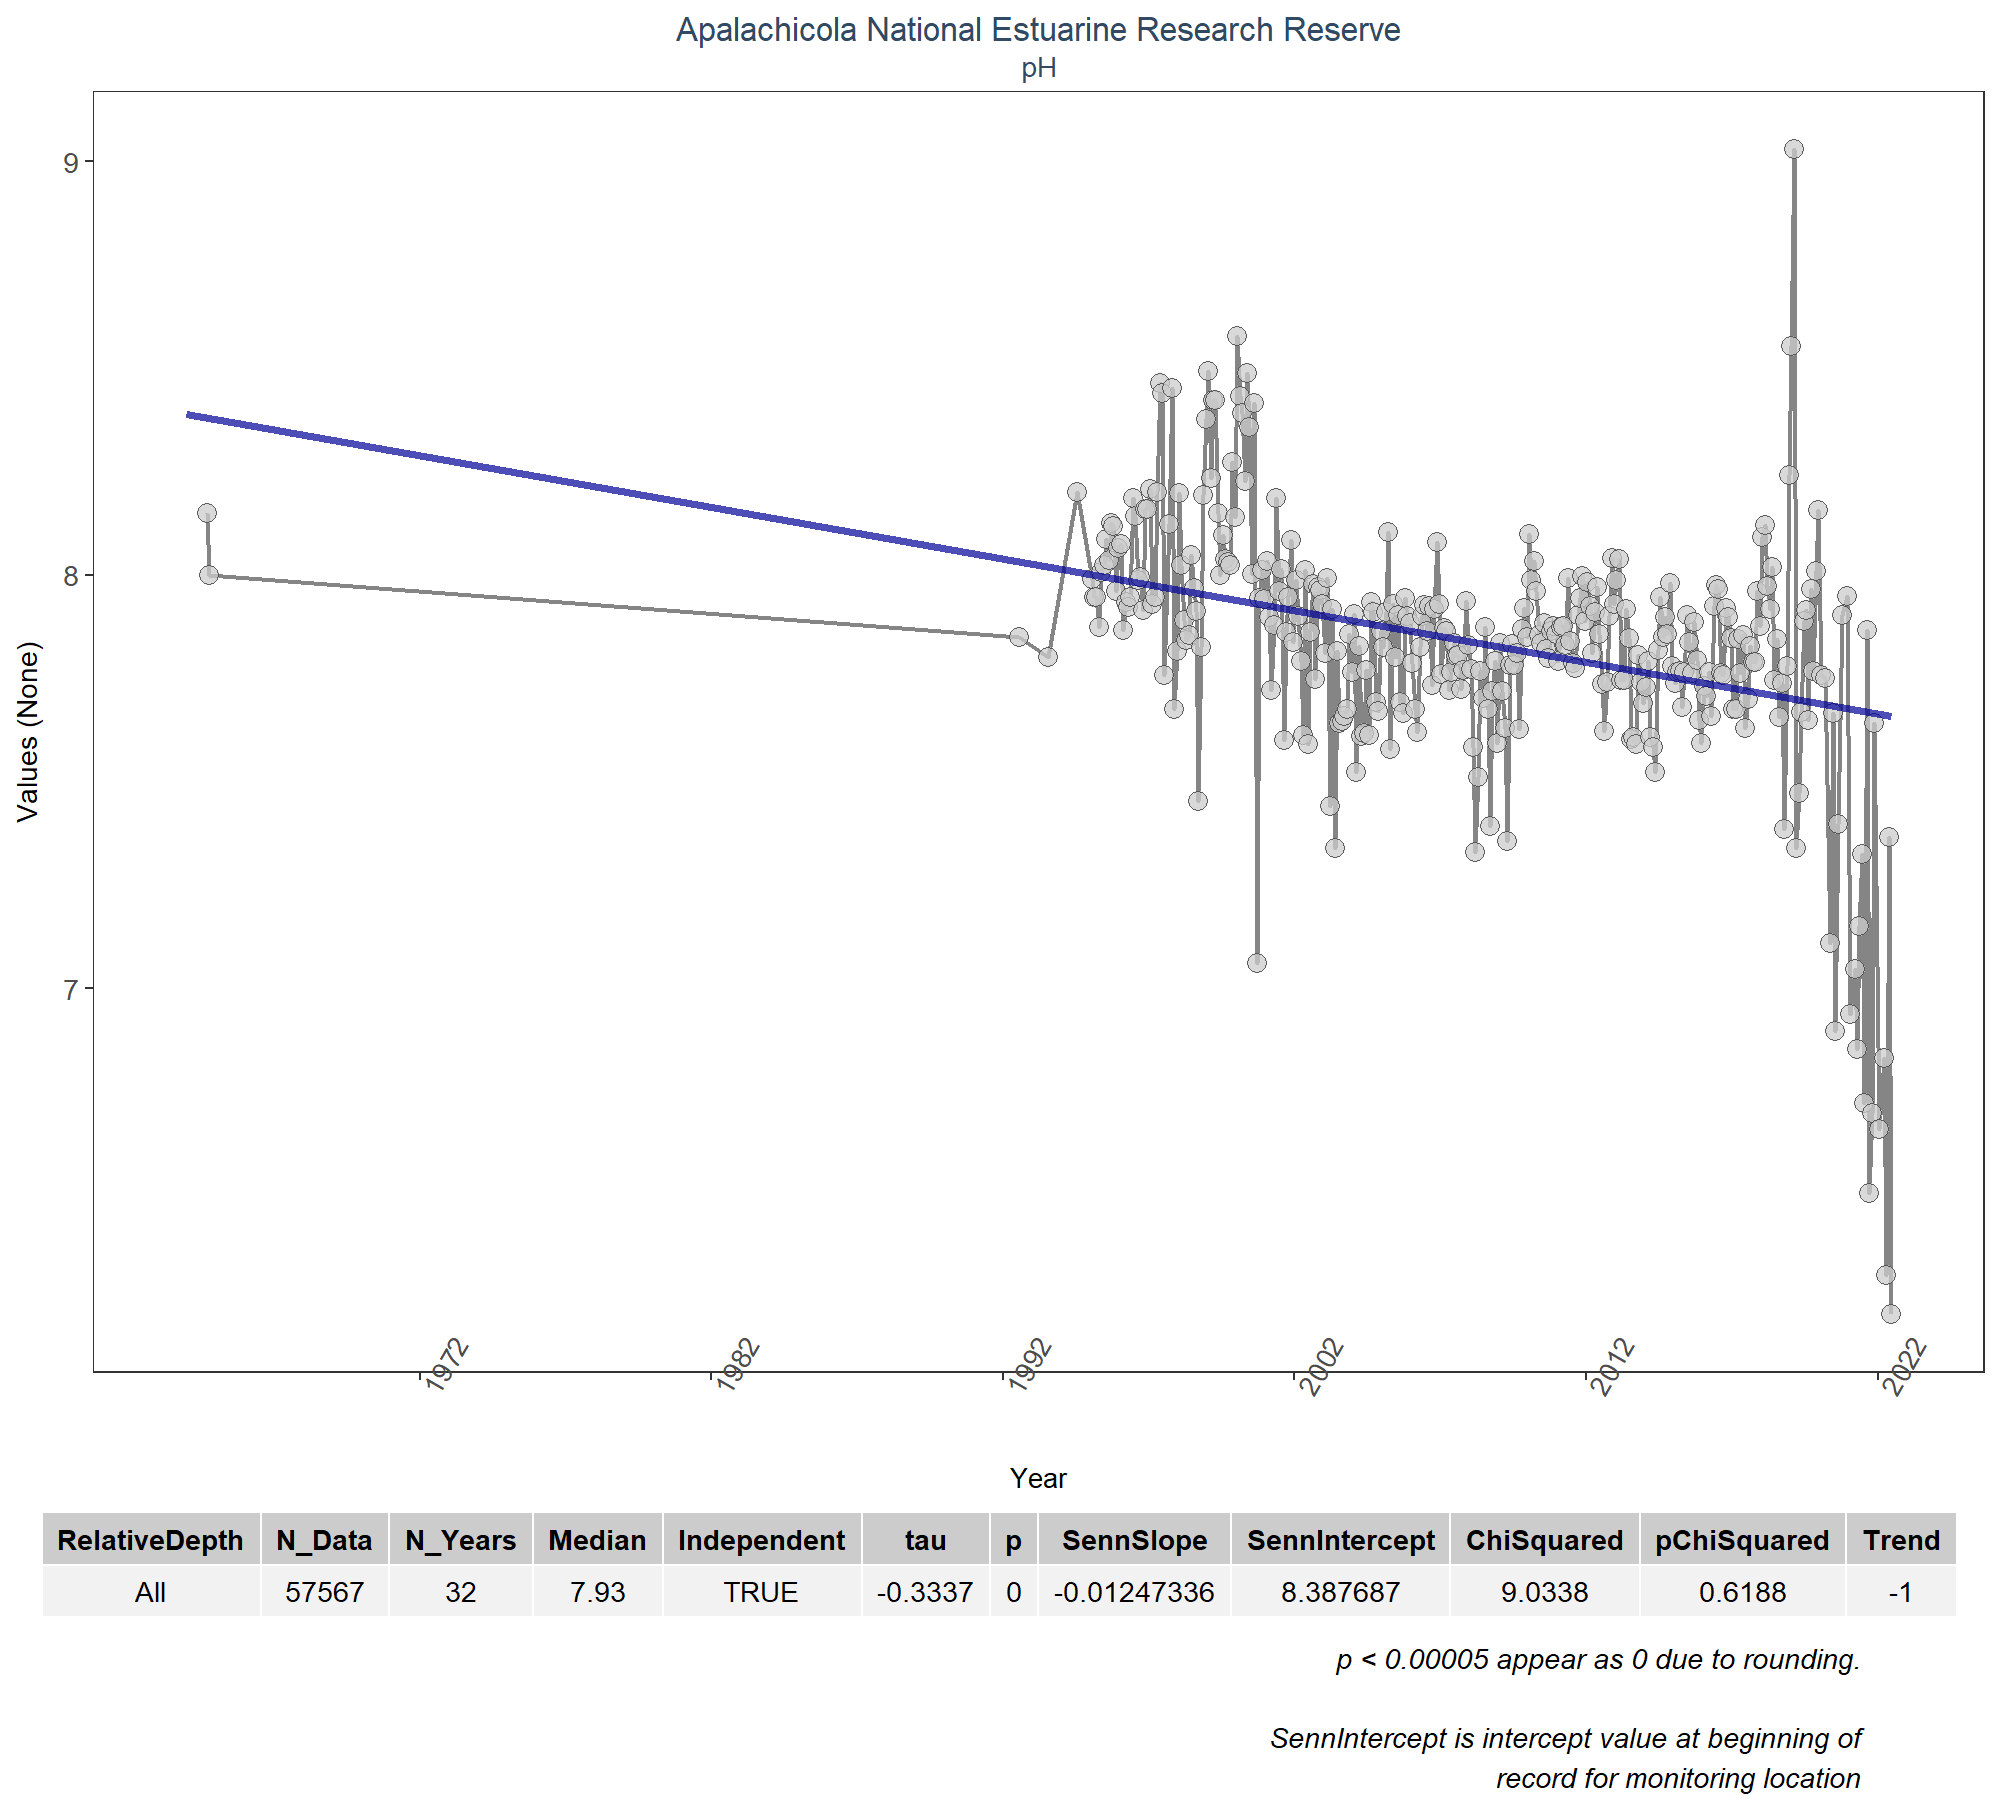 Apalachicola National Estuarine Research Reserve
pH
9
8
7
Values (None)
1972 1982 1992 2002 2012 2022
Year
RelativeDepth N_Data N_Years Median Independent tau p SennSlope SennIntercept ChiSquared pChiSquared Trend
All 57567 32 7.93 TRUE -0.3337 0 -0.01247336 8.387687 9.0338 0.6188 -1
p < 0.00005 appear as 0 due to rounding.
SennIntercept is intercept value at beginning of
record for monitoring location